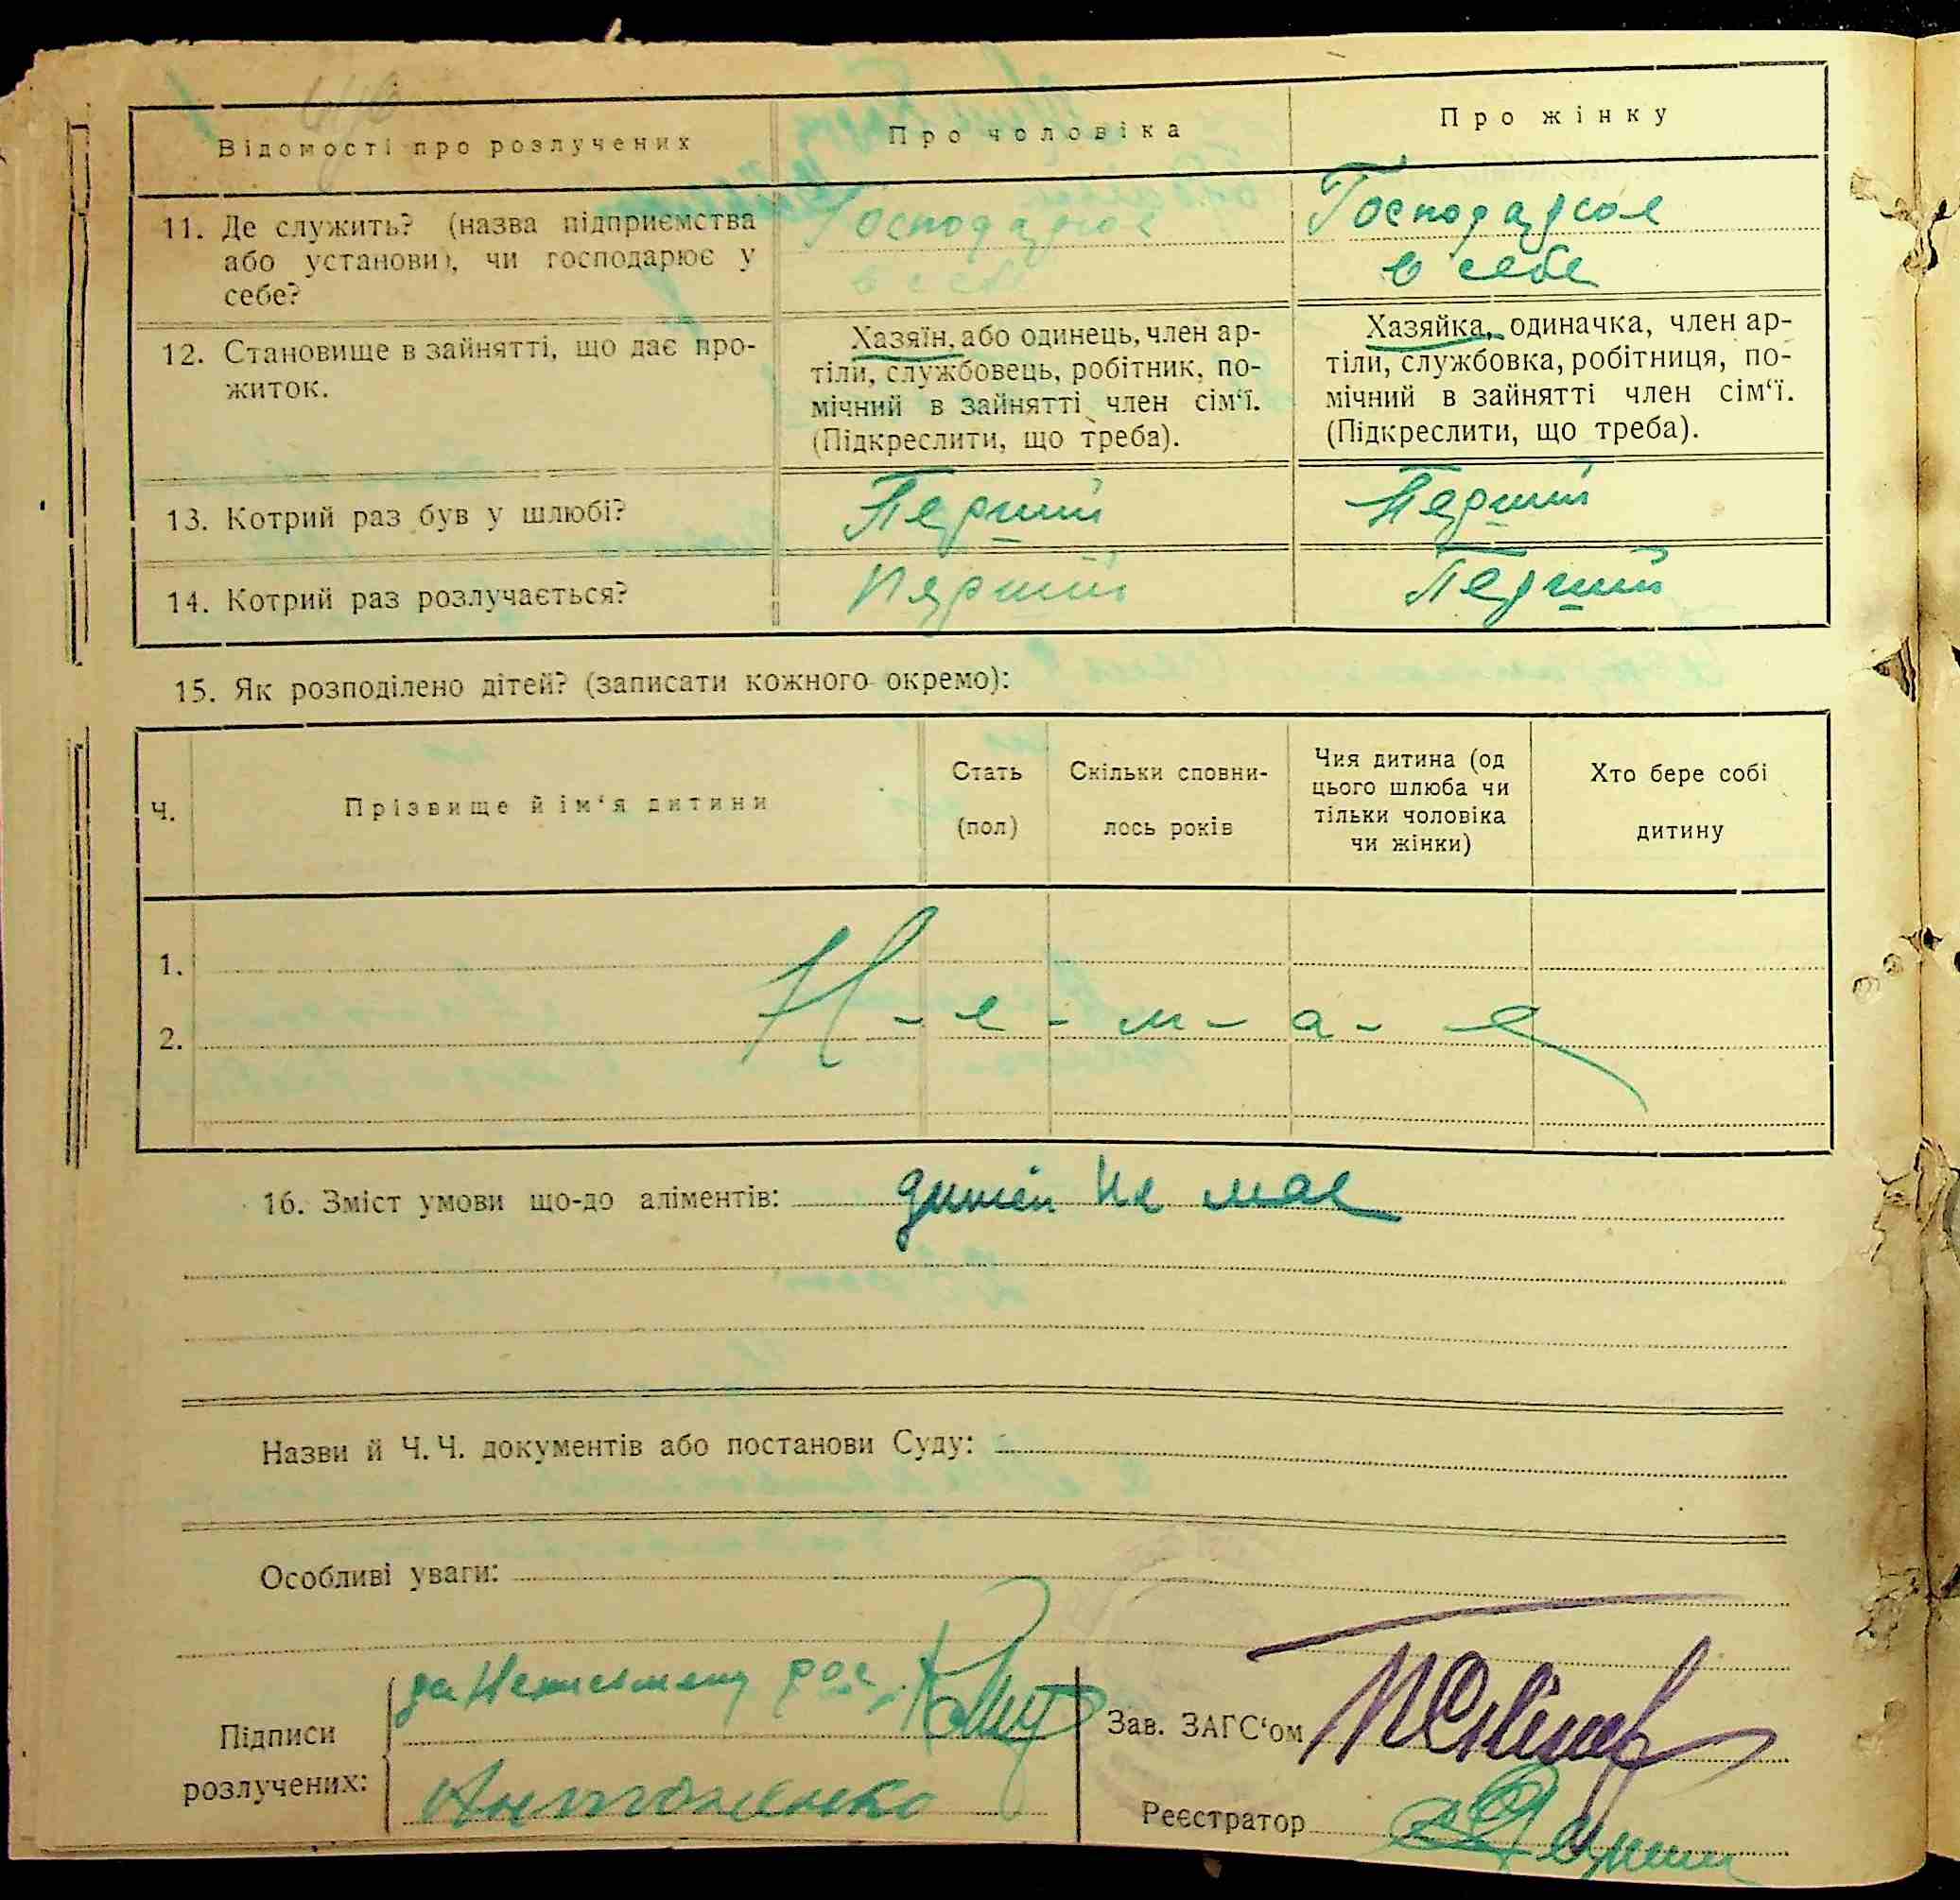 Відомості про розлучених
Про чоловіка
Про жінку
11. Де служить? (назва підприємства
або установи), чи господарює у
себе?
Господарює
в себе
Господарює
в себе
12. Становище в зайнятті, що дає про-
житок.
Хазяїн, або одинець, член ар-
тіли, службовець, робітник, по-
мічний в зайнятті член сім‘ї.
(Підкреслити, що треба).
Хазяйка, одиначка, член ар-
тіли, службовка, робітниця, по-
мічний в зайнятті член сім‘ї.
(Підкреслити, що треба).
13. Котрий раз був у шлюбі?
Перший
Перший
14. Котрий раз розлучається?
Перший
Перший
15. Як розподілено дітей? (записати кожного окремо):
Ч.
Прізвище й ім‘я дитини
Стать
(пол)
Скільки сповни-
лось років
Чия дитина (од
цього шлюба чи
тільки чоловіка
чи жінки)
Хто бере собі
дитину
1.
2.
Н - е - м - а - е
16. Зміст умови що-до аліментів: дитей не мае
Назви й Ч. Ч. документів або постанови Суду:
Особливі уваги:
Підписи
розлучених:
за Неписьмену рос.
Антоненко
Зав. ЗАГС‘ом
Реєстратор